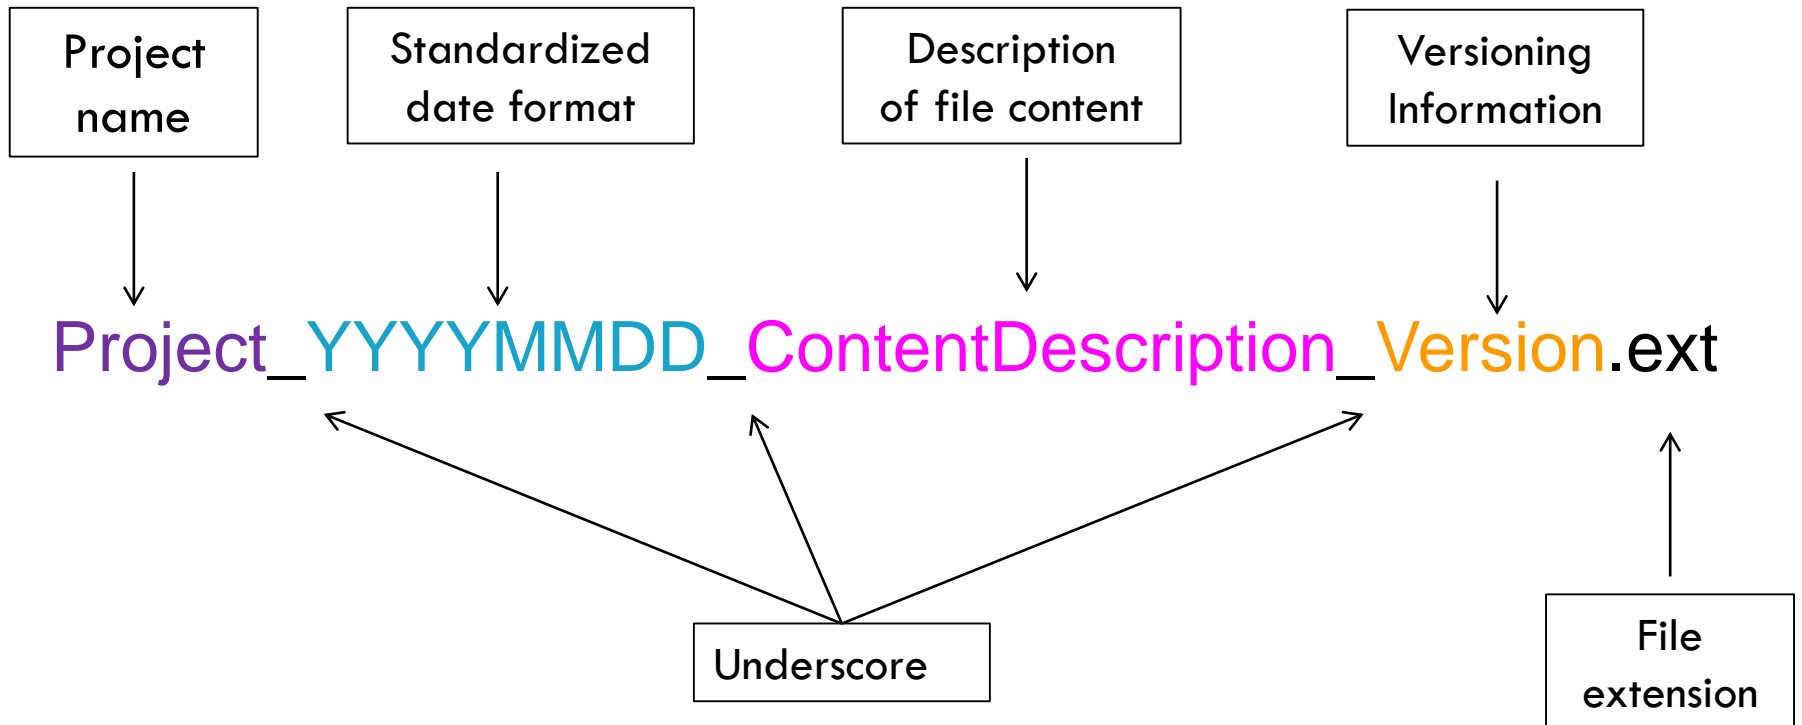 Project
name
Standardized
date format
Description
of file content
Versioning
Information
Project_YYYYMMDD_ContentDescription_Version.ext
Underscore
File
extension